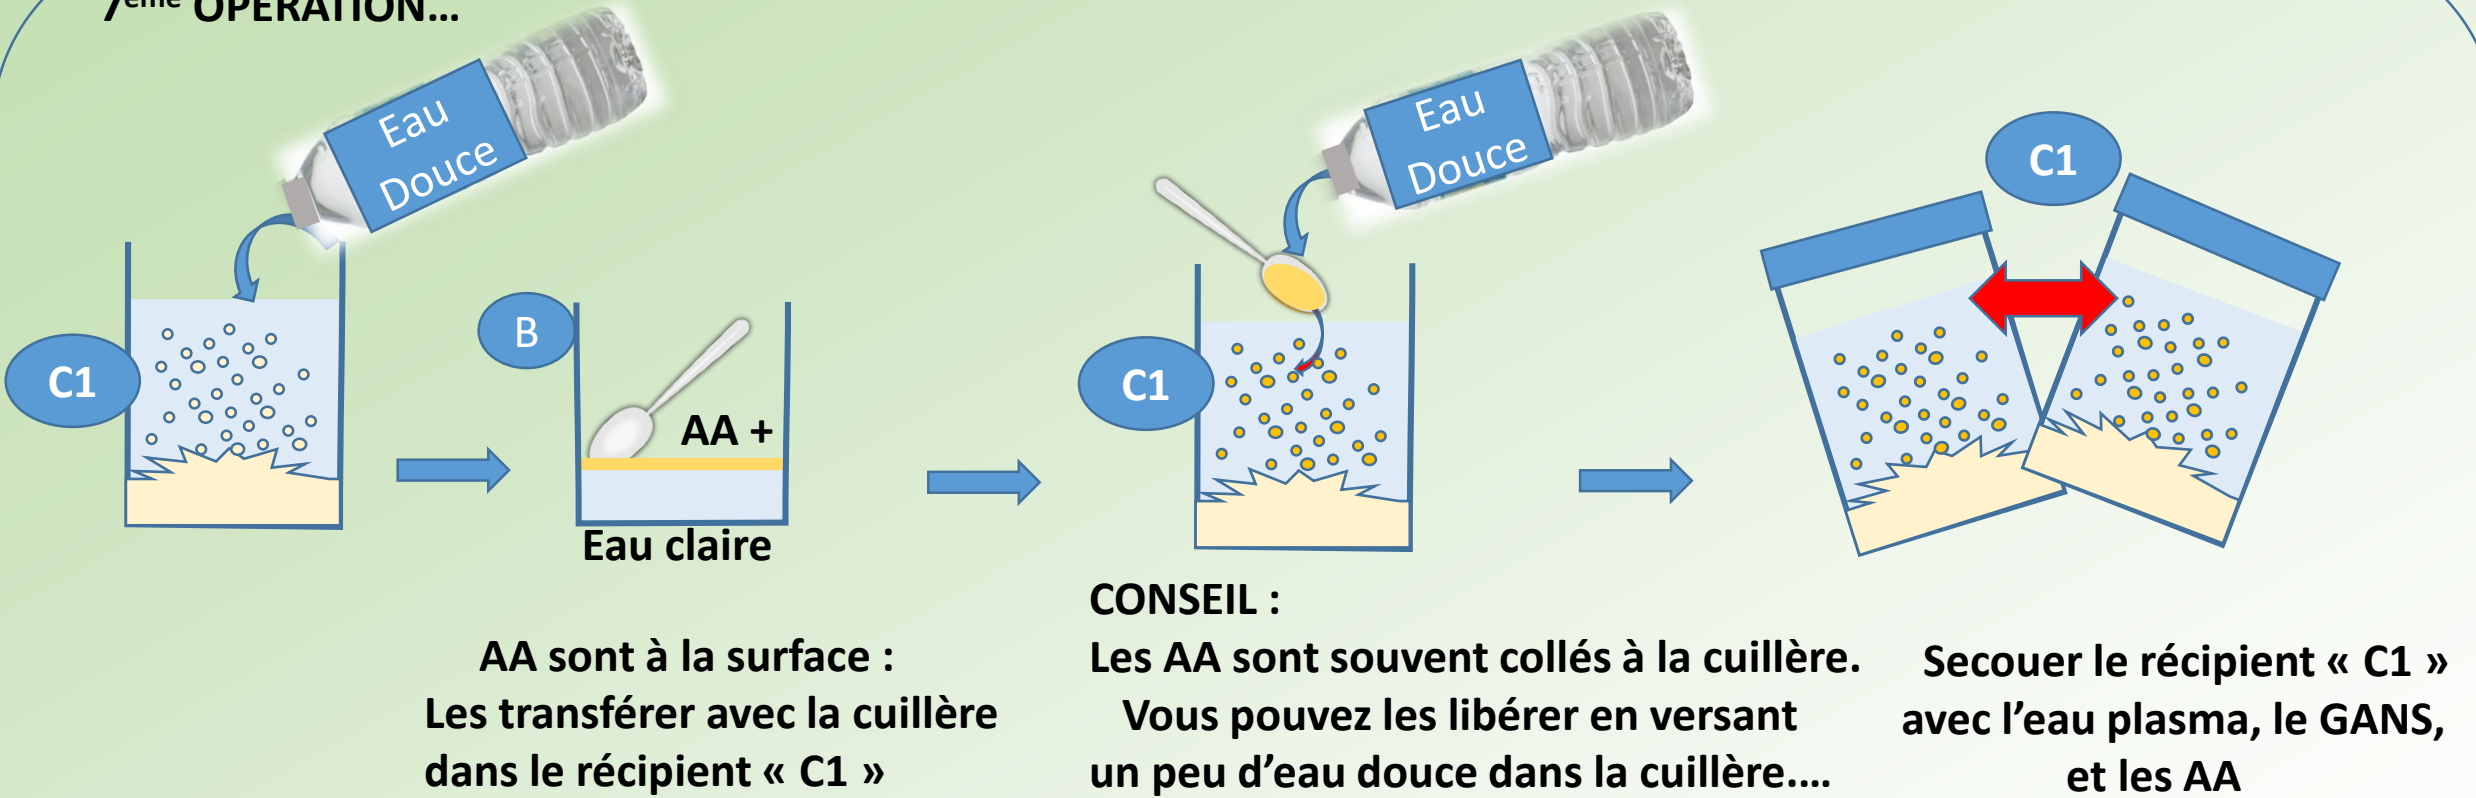 7ème OPERATION...
Eau
Douce
C1
B
AA +
Eau claire
AA sont à la surface :
Les transférer avec la cuillère
dans le récipient « C1 »
Eau
Douce
C1
CONSEIL :
Les AA sont souvent collés à la cuillère.
Vous pouvez les libérer en versant
un peu d’eau douce dans la cuillère....
C1
Secouer le récipient « C1 »
avec l’eau plasma, le GANS,
et les AA